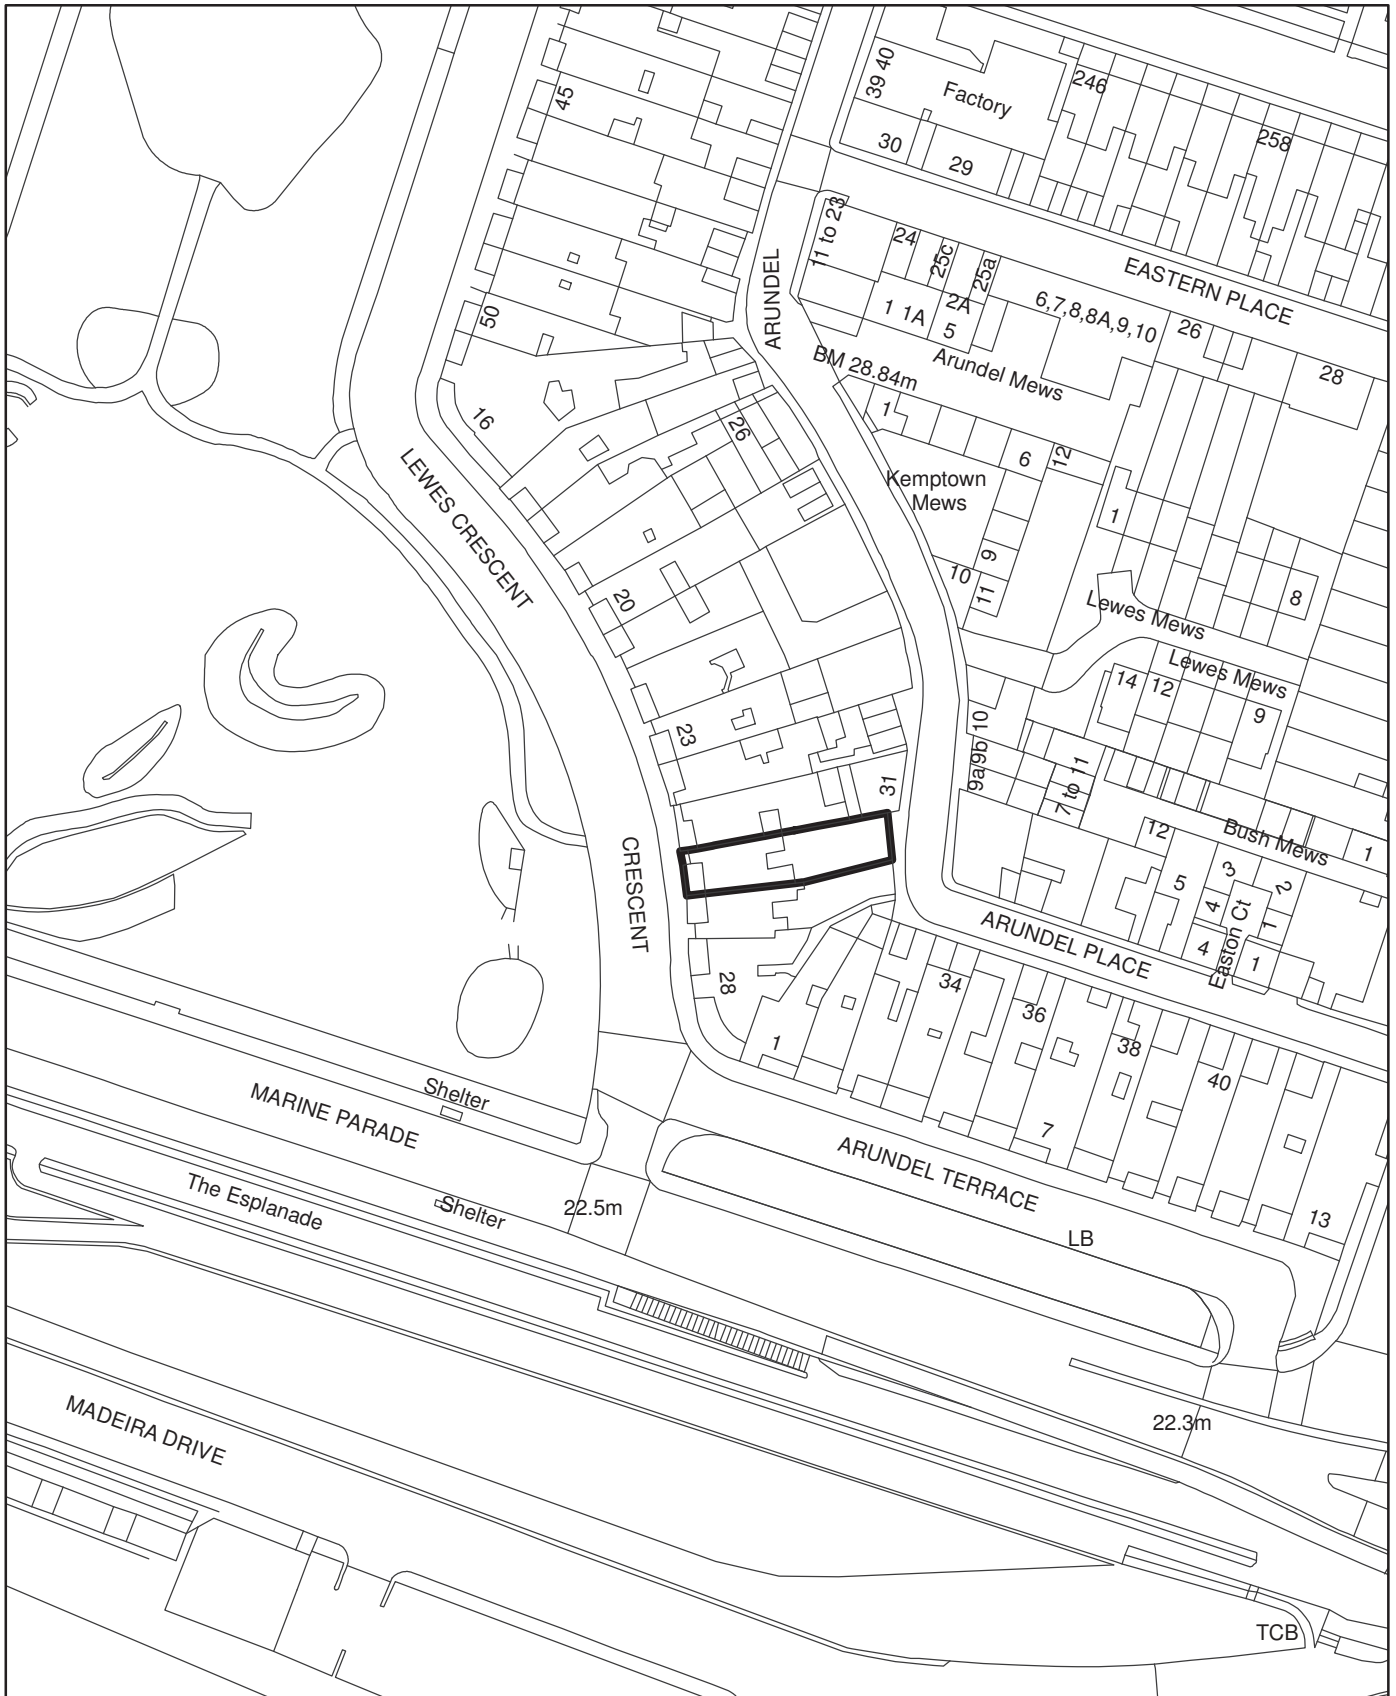 45
39 40
Factory
246
258
30
29
11 to 23
24
25c
25a
EASTERN PLACE
ARUNDEL
1 1A
2A
5
6,7,8,8A,9,10
26
28
50
BM 28.84m
Arundel Mews
16
26
1
6
12
LEWES CRESCENT
Kemptown
Mews
1
9
10
11
8
20
Lewes Mews
Lewes Mews
14
12
9
23
10
9b
9a
7 to 11
31
12
Bush Mews
1
CRESCENT
5
3
4
2
1
Easton Ct
4
1
ARUNDEL PLACE
28
34
36
38
40
1
7
Shelter
MARINE PARADE
ARUNDEL TERRACE
The Esplanade
Shelter
22.5m
13
LB
MADEIRA DRIVE
22.3m
TCB